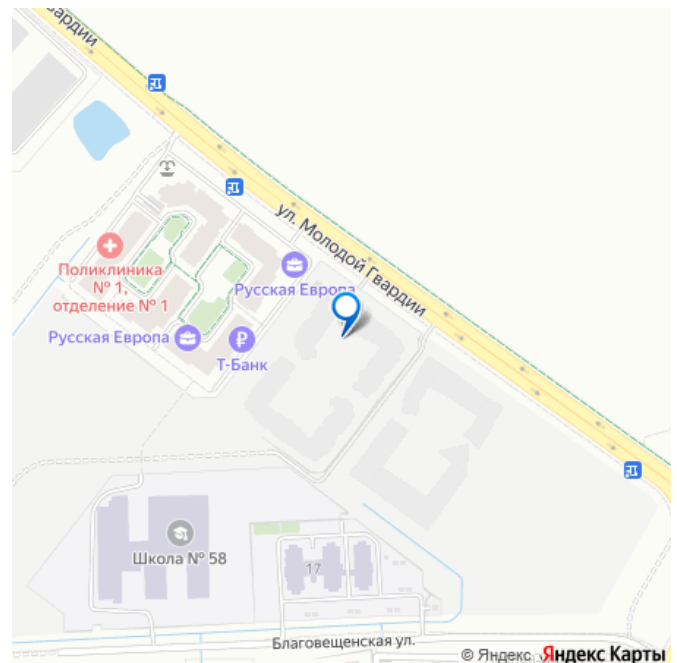 вардии
ул. Молодой Гвардии
Поликлиника
№ 1,
отделение № 1
Русская Европа
Русская Европа
Т-Банк
Школа № 58
17
Благовещенская ул.
© Яндекс
Яндекс Карты